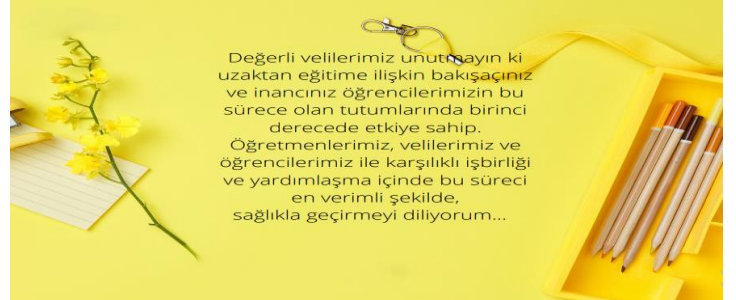 Değerli velilerimiz unutmayın ki
uzaktan eğitime ilişkin bakışaçınız
ve inancınız öğrencilerimizin bu
sürece olan tutumlarında birinci
derecede etkiye sahip.
Öğretmenlerimiz, velilerimiz ve
öğrencilerimiz ile karşılıklı işbirliği
ve yardımlaşma içinde bu süreci
en verimli şekilde,
sağlıkla geçirmeyi diliyorum...